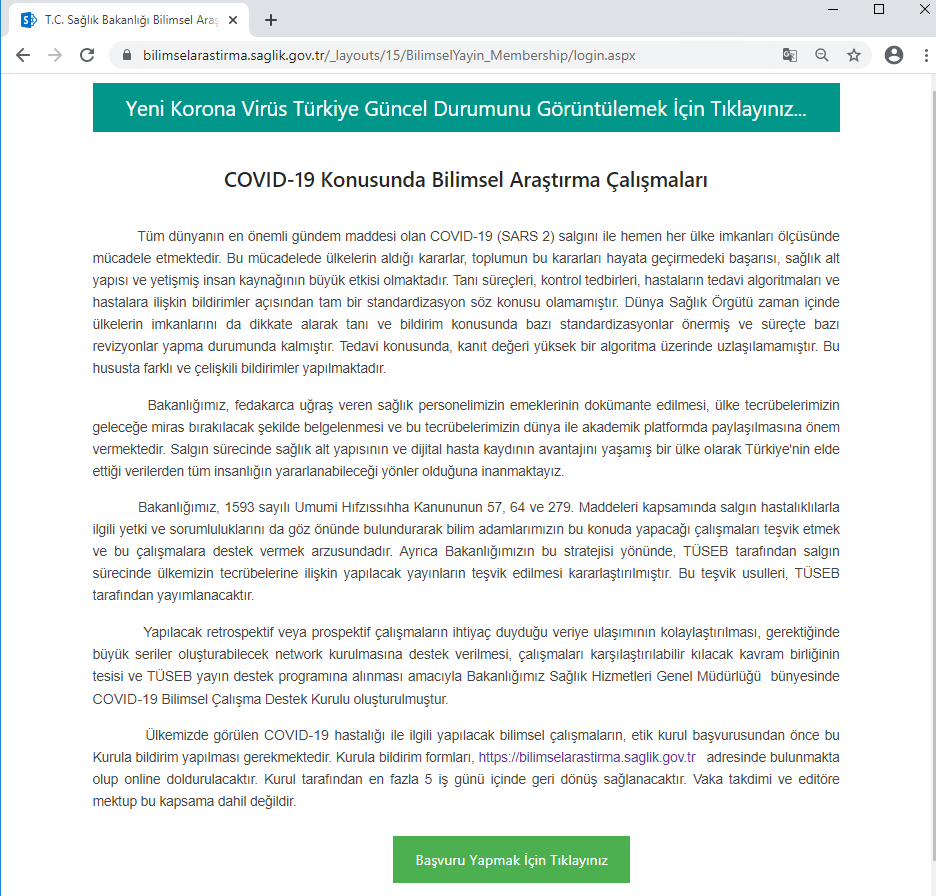 T.C. Sağlık Bakanlığı Bilimsel Araş
bilimselarastirma.saglik.gov.tr/_layouts/15/BilimselYayin_Membership/login.aspx
Yeni Korona Virüs Türkiye Güncel Durumunu Görüntülemek İçin Tıklayınız...
COVID-19 Konusunda Bilimsel Araştırma Çalışmaları
Tüm dünyanın en önemli gündem maddesi olan COVID-19 (SARS 2) salgını ile hemen her ülke imkanları ölçüsünde
mücadele etmektedir. Bu mücadelede ülkelerin aldığı kararlar, toplumun bu kararları hayata geçirmedeki başarısı, sağlık alt
yapısı ve yetişmiş insan kaynağının büyük etkisi olmaktadır. Tanı süreçleri, kontrol tedbirleri, hastaların tedavi algoritmaları ve
hastalara ilişkin bildirimler açısından tam bir standardizasyon söz konusu olamamıştır. Dünya Sağlık Örgütü zaman içinde
ülkelerin imkanlarını da dikkate alarak tanı ve bildirim konusunda bazı standardizasyonlar önermiş ve süreçte bazı
revizyonlar yapma durumunda kalmıştır. Tedavi konusunda, kanıt değeri yüksek bir algoritma üzerinde uzlaşılamamıştır. Bu
hususta farklı ve çelişkili bildirimler yapılmaktadır.
Bakanlığımız, fedakarca uğraş veren sağlık personelimizin emeklerinin dokümante edilmesi, ülke tecrübelerimizin
geleceğe miras bırakılacak şekilde belgelenmesi ve bu tecrübelerimizin dünya ile akademik platformda paylaşılmasına önem
vermektedir. Salgın sürecinde sağlık alt yapısının ve dijital hasta kaydının avantajını yaşamış bir ülke olarak Türkiye'nin elde
ettiği verilerden tüm insanlığın yararlanabileceği yönler olduğuna inanmaktayız.
Bakanlığımız, 1593 sayılı Umumi Hıfzıssıhha Kanununun 57, 64 ve 279. Maddeleri kapsamında salgın hastalıklılarla
ilgili yetki ve sorumluluklarını da göz önünde bulundurarak bilim adamlarımızın bu konuda yapacağı çalışmaları teşvik etmek
ve bu çalışmalara destek vermek arzusundadır. Ayrıca Bakanlığımızın bu stratejisi yönünde, TÜSEB tarafından salgın
sürecinde ülkemizin tecrübelerine ilişkin yapılacak yayınların teşvik edilmesi kararlaştırılmıştır. Bu teşvik usulleri, TÜSEB
tarafından yayımlanacaktır.
Yapılacak retrospektif veya prospektif çalışmaların ihtiyaç duyduğu veriye ulaşımının kolaylaştırılması, gerektiğinde
büyük seriler oluşturabilecek network kurulmasına destek verilmesi, çalışmaları karşılaştırılabilir kılacak kavram birliğinin
tesisi ve TÜSEB yayın destek programına alınması amacıyla Bakanlığımız Sağlık Hizmetleri Genel Müdürlüğü bünyesinde
COVID-19 Bilimsel Çalışma Destek Kurulu oluşturulmuştur.
Ülkemizde görülen COVID-19 hastalığı ile ilgili yapılacak bilimsel çalışmaların, etik kurul başvurusundan önce bu
Kurula bildirim yapılması gerekmektedir. Kurula bildirim formları, https://bilimselarastirma.saglik.gov.tr adresinde bulunmakta
olup online doldurulacaktır. Kurul tarafından en fazla 5 iş günü içinde geri dönüş sağlanacaktır. Vaka takdimi ve editöre
mektup bu kapsama dahil değildir.
Başvuru Yapmak İçin Tıklayınız